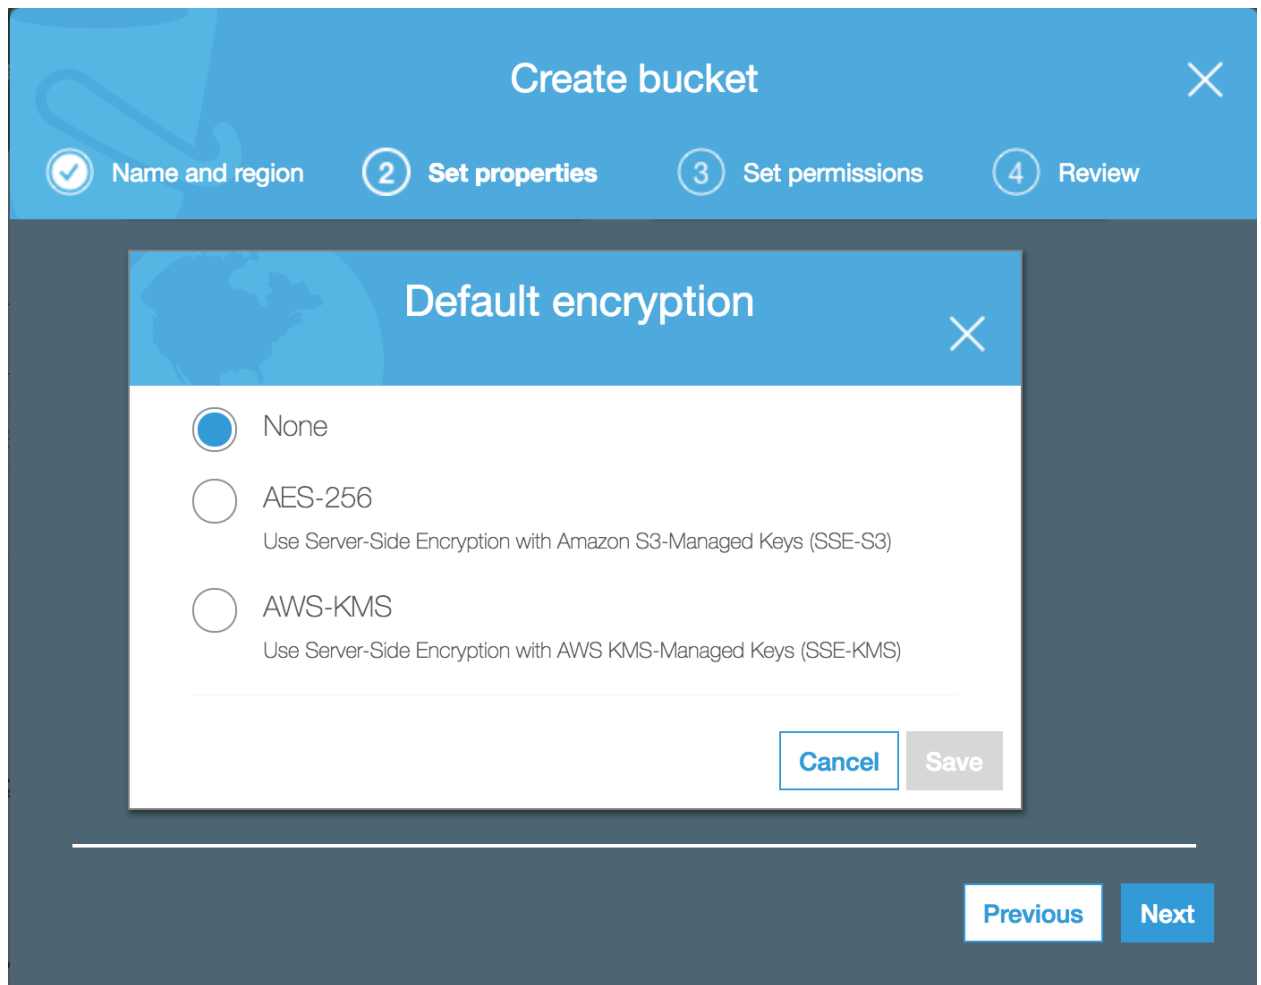 Create bucket
Name and region 2 Set properties 3 Set permissions 4 Review
Default encryption
None
AES-256
Use Server-Side Encryption with Amazon S3-Managed Keys (SSE-S3)
AWS-KMS
Use Server-Side Encryption with AWS KMS-Managed Keys (SSE-KMS)
Cancel Save
Previous Next